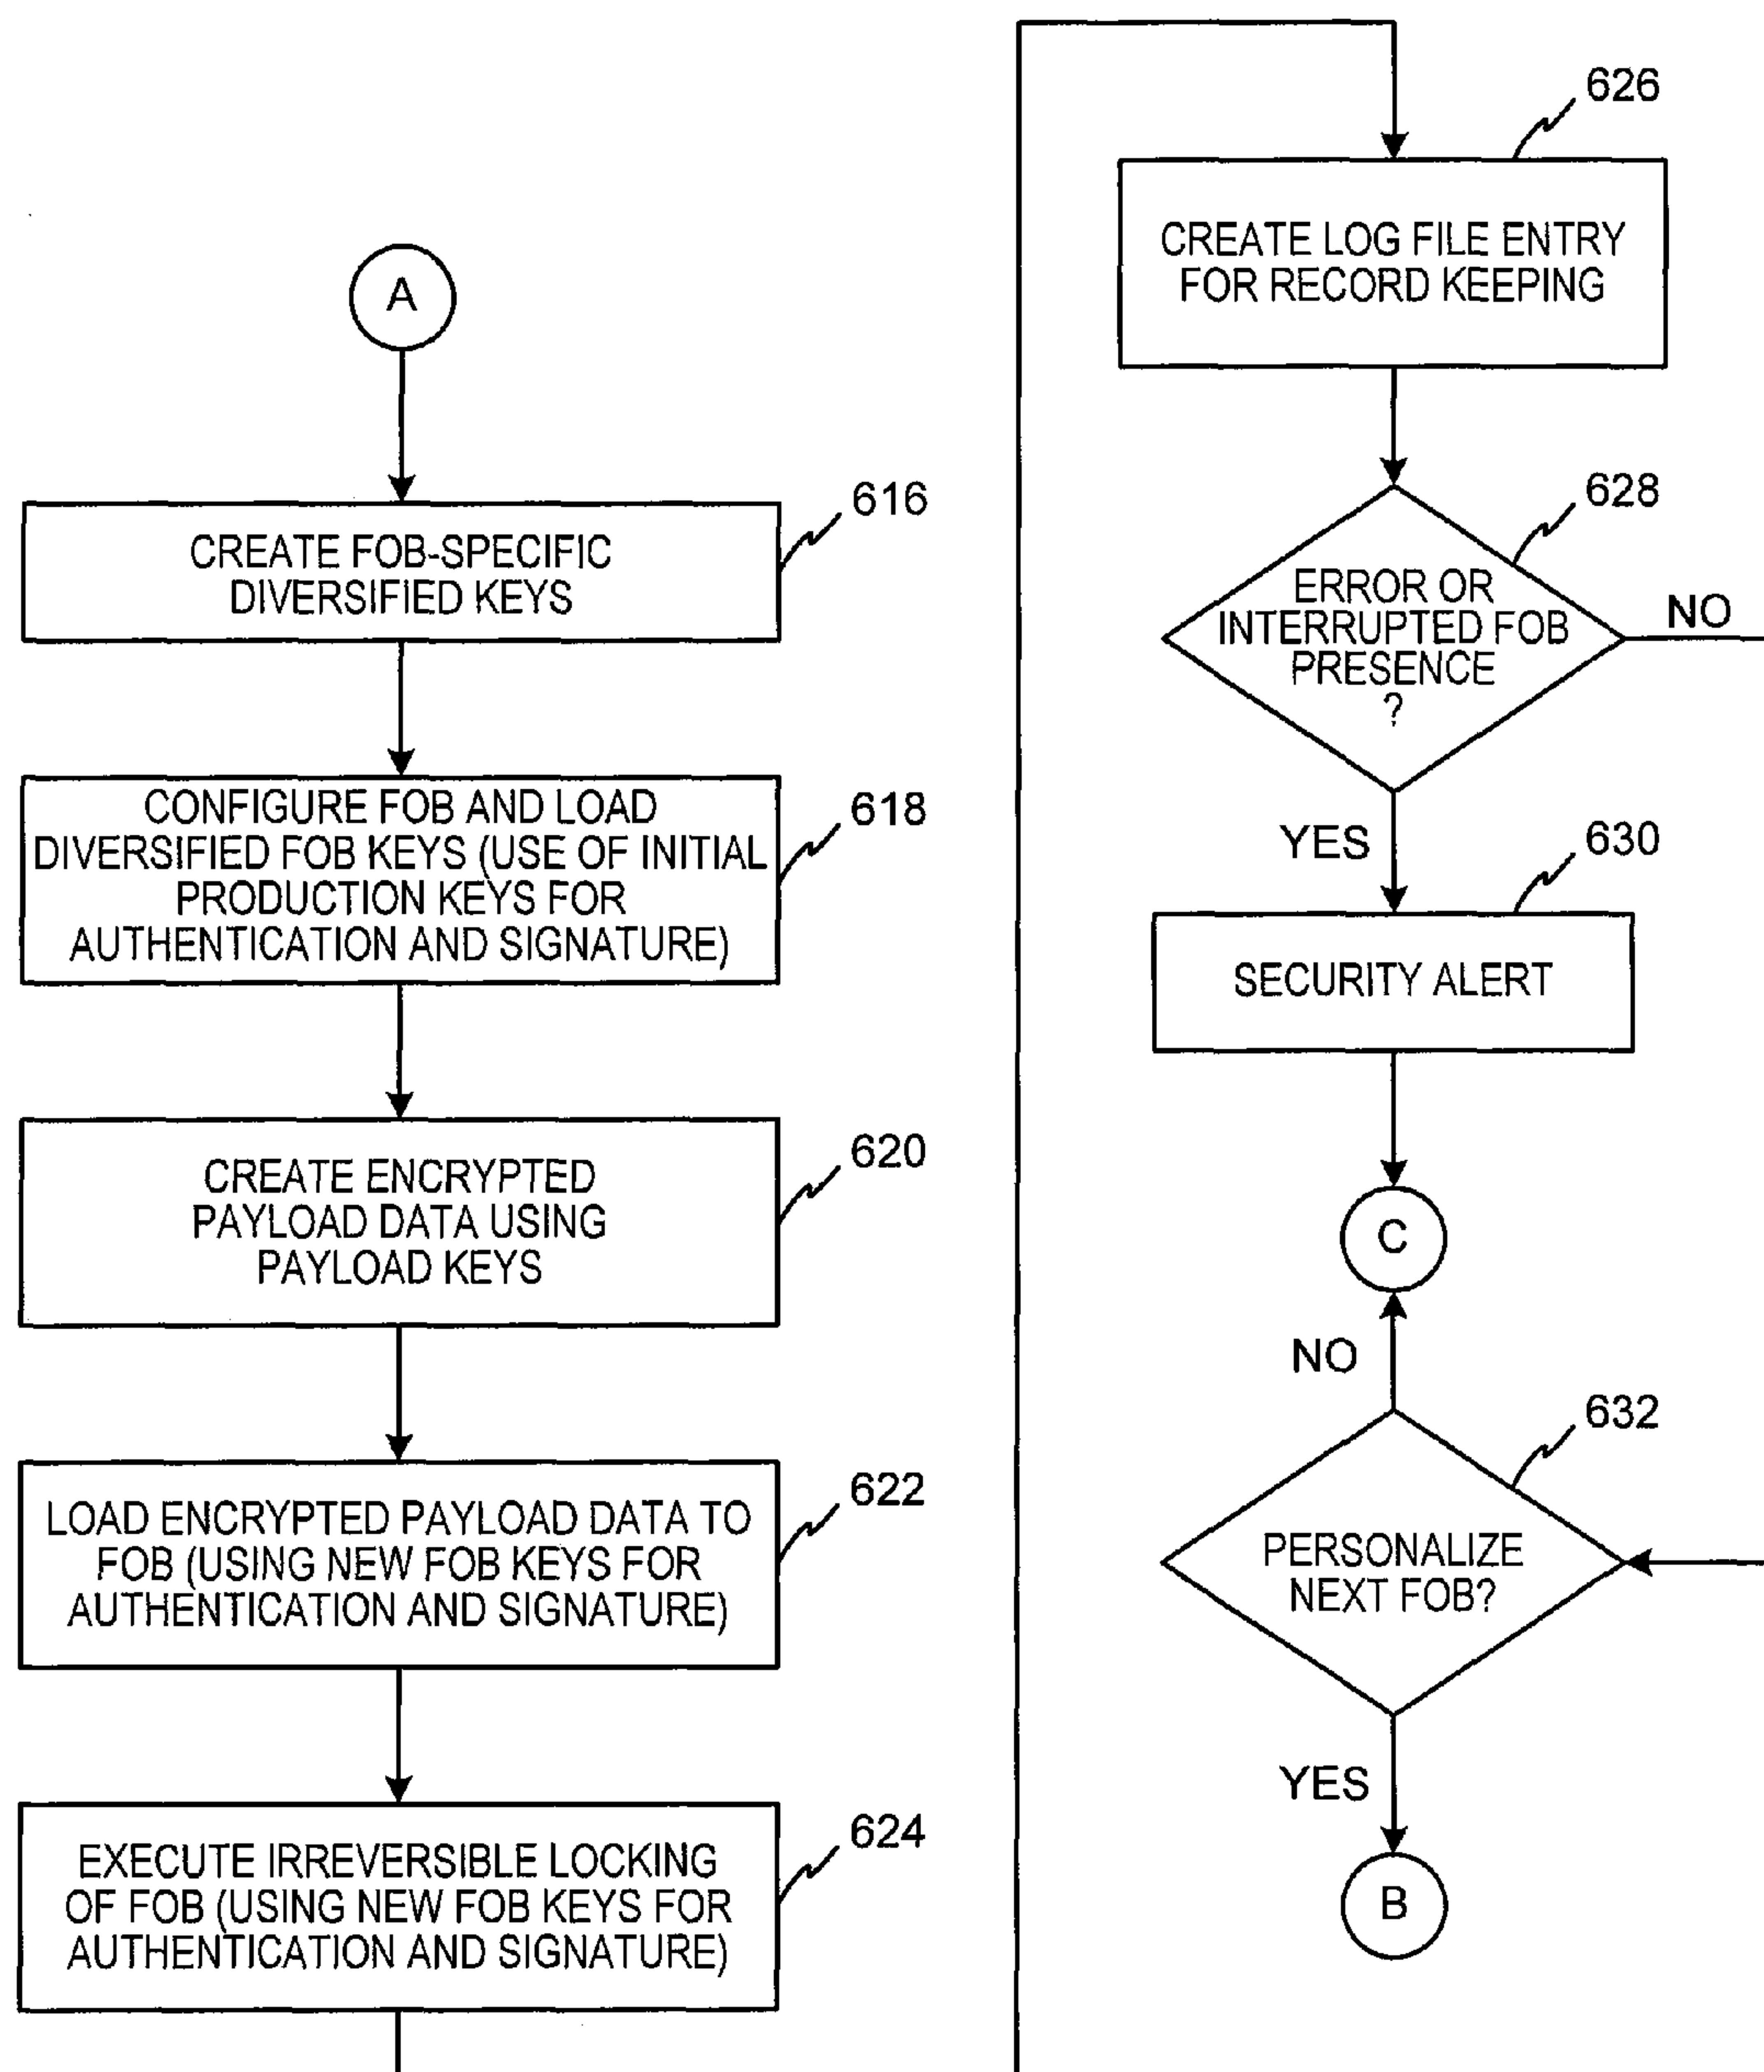 A
616
CREATE FOB-SPECIFIC
DIVERSIFIED KEYS
618
CONFIGURE FOB AND LOAD
DIVERSIFIED FOB KEYS (USE OF INITIAL
PRODUCTION KEYS FOR
AUTHENTICATION AND SIGNATURE)
620
CREATE ENCRYPTED
PAYLOAD DATA USING
PAYLOAD KEYS
622
LOAD ENCRYPTED PAYLOAD DATA TO
FOB (USING NEW FOB KEYS FOR
AUTHENTICATION AND SIGNATURE)
624
EXECUTE IRREVERSIBLE LOCKING
OF FOB (USING NEW FOB KEYS FOR
AUTHENTICATION AND SIGNATURE)
626
CREATE LOG FILE ENTRY
FOR RECORD KEEPING
628
ERROR OR
INTERRUPTED FOB
PRESENCE
?
NO
YES
630
SECURITY ALERT
C
NO
632
PERSONALIZE
NEXT FOB?
YES
B